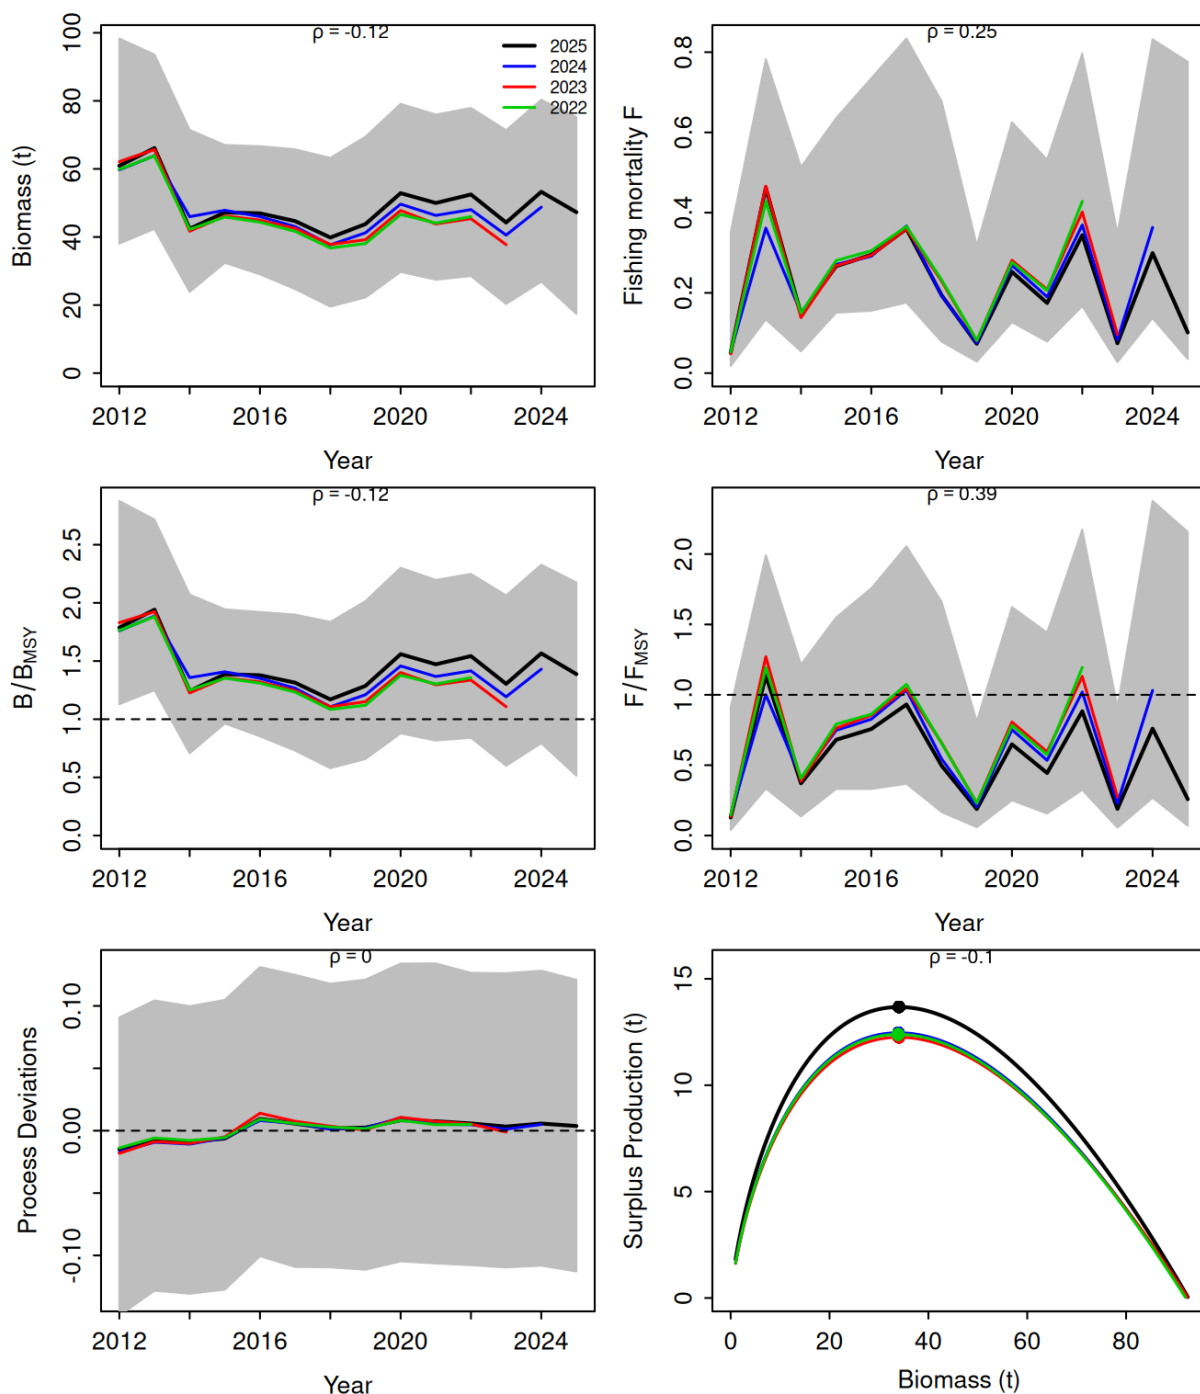 ρ = -0.12
2025
2024
2023
2022
Biomass (t)
0 20 40 60 80 100
2012 2016 2020 2024
Year
ρ = 0.25
Fishing mortality F
0.0 0.2 0.4 0.6 0.8
2012 2016 2020 2024
Year
ρ = -0.12
B/BMSY
0.0 0.5 1.0 1.5 2.0 2.5
2012 2016 2020 2024
Year
ρ = 0.39
F/FMSY
0.0 0.5 1.0 1.5 2.0
2012 2016 2020 2024
Year
ρ = 0
Process Deviations
-0.10 0.00 0.10
2012 2016 2020 2024
Year
ρ = -0.1
Surplus Production (t)
0 5 10 15
0 20 40 60 80
Biomass (t)